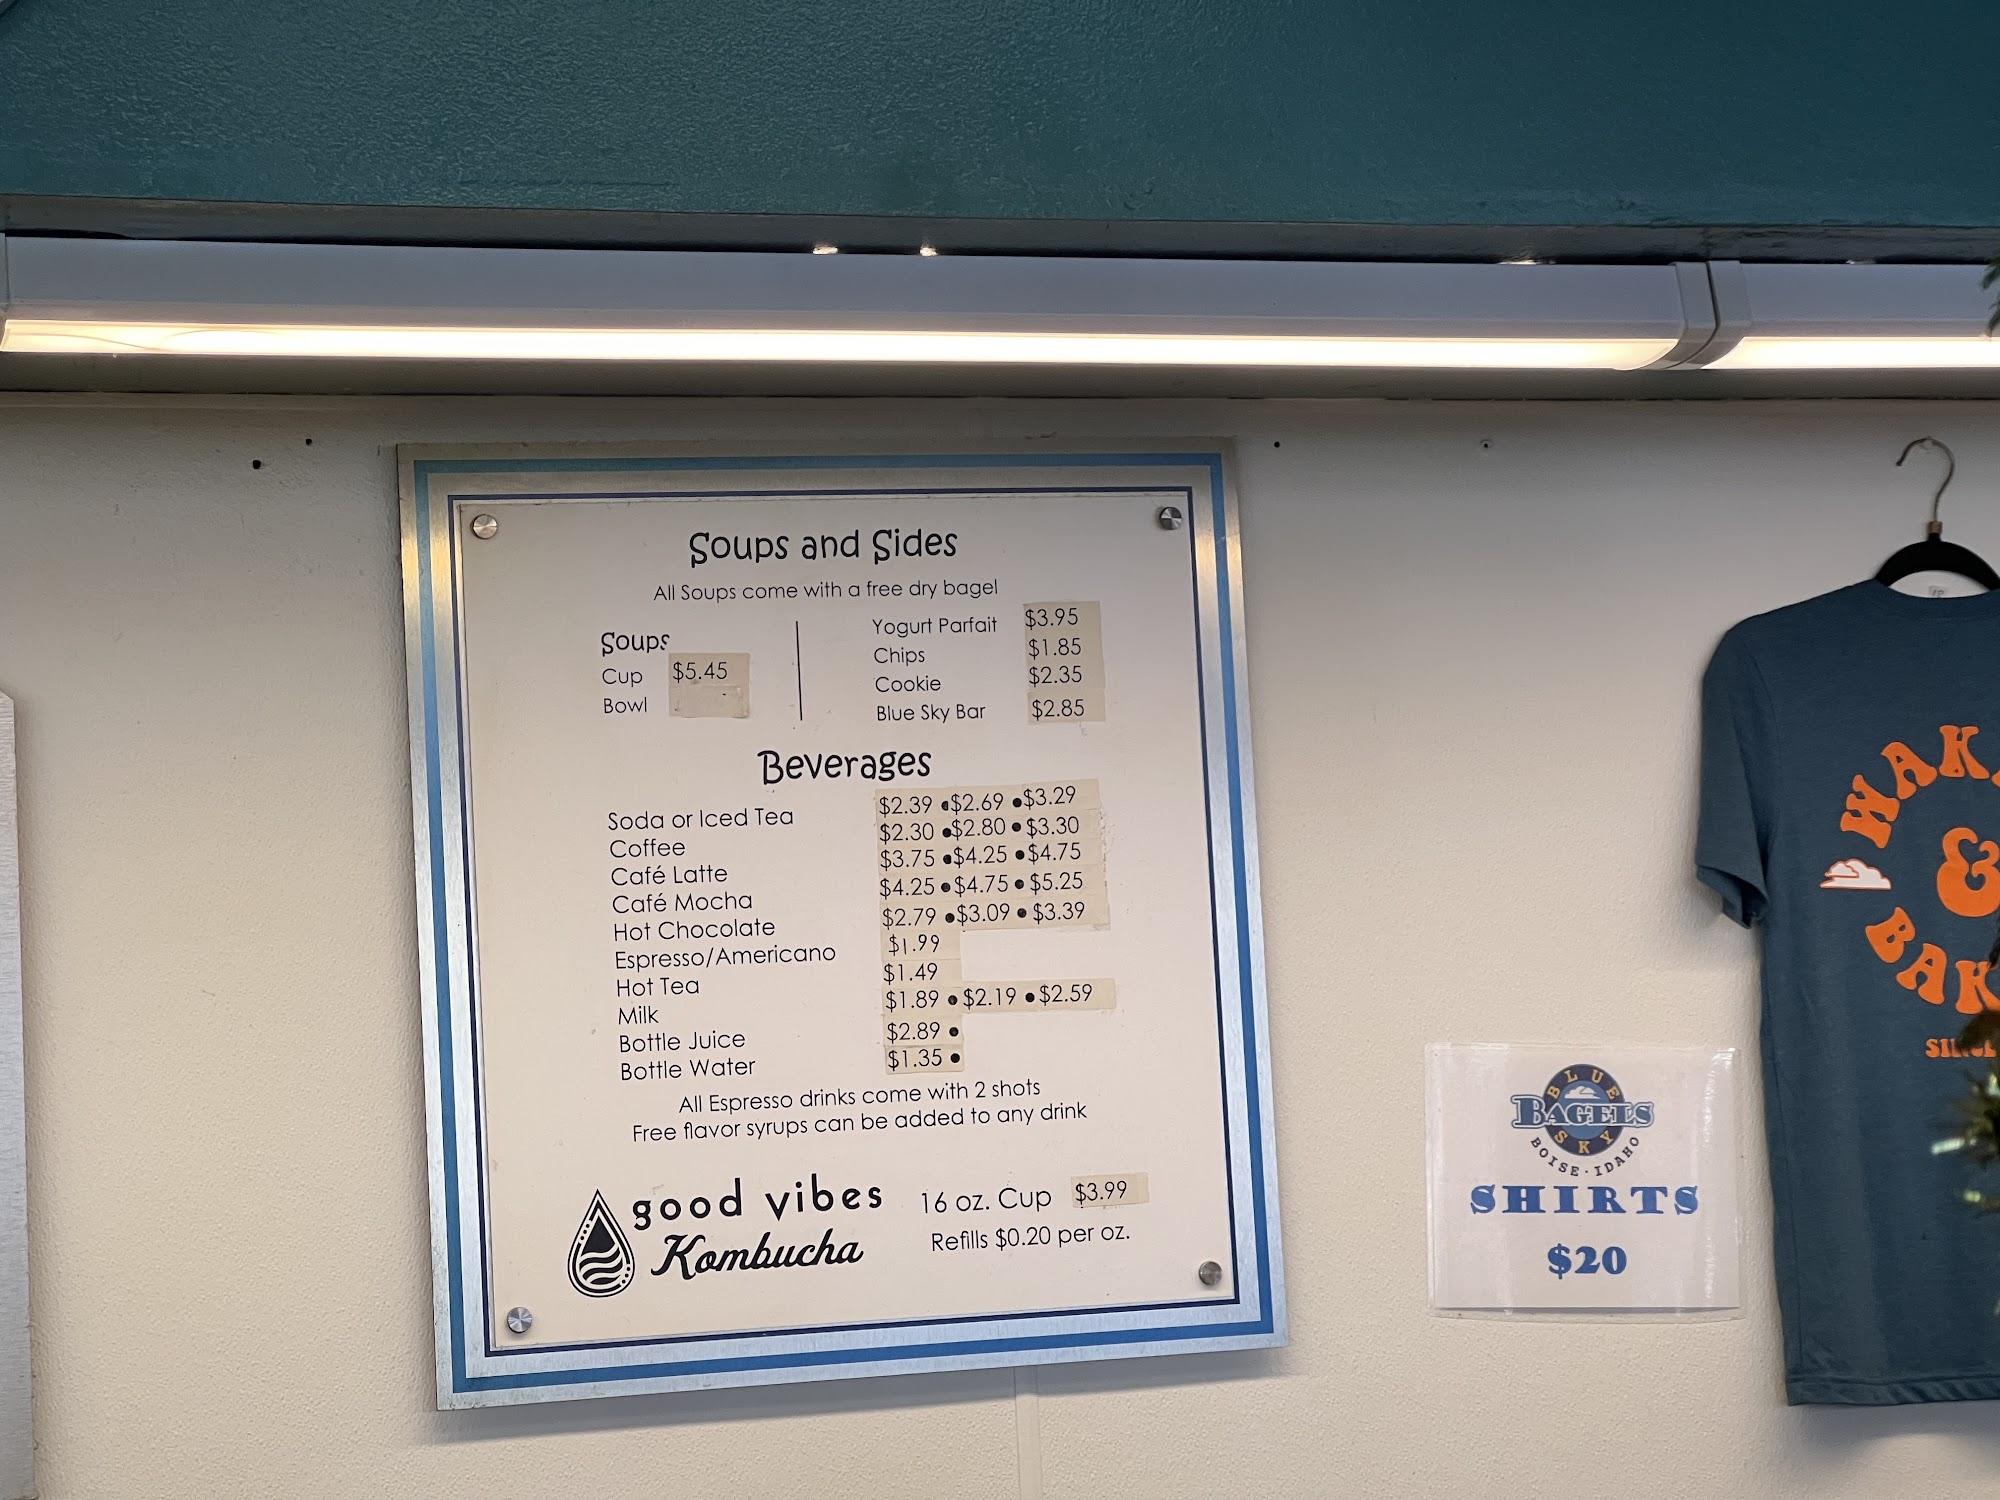 Soups and Sides
All Soups come with a free dry bagel
Soups
Cup $5.45
Bowl
Yogurt Parfait $3.95
Chips $1.85
Cookie $2.35
Blue Sky Bar $2.85
Beverages
Soda or Iced Tea $2.39 • $2.69 • $3.29
Coffee $2.30 • $2.80 • $3.30
Café Latte $3.75 • $4.25 • $4.75
Café Mocha $4.25 • $4.75 • $5.25
Hot Chocolate $2.79 • $3.09 • $3.39
Espresso/Americano $1.99
Hot Tea $1.49
Milk $1.89 • $2.19 • $2.59
Bottle Juice $2.89 •
Bottle Water $1.35 •
All Espresso drinks come with 2 shots
Free flavor syrups can be added to any drink
good vibes
Kombucha
16 oz. Cup $3.99
Refills $0.20 per oz.
BLUE
BAGELS
SKY
BOISE · IDAHO
SHIRTS
$20
&